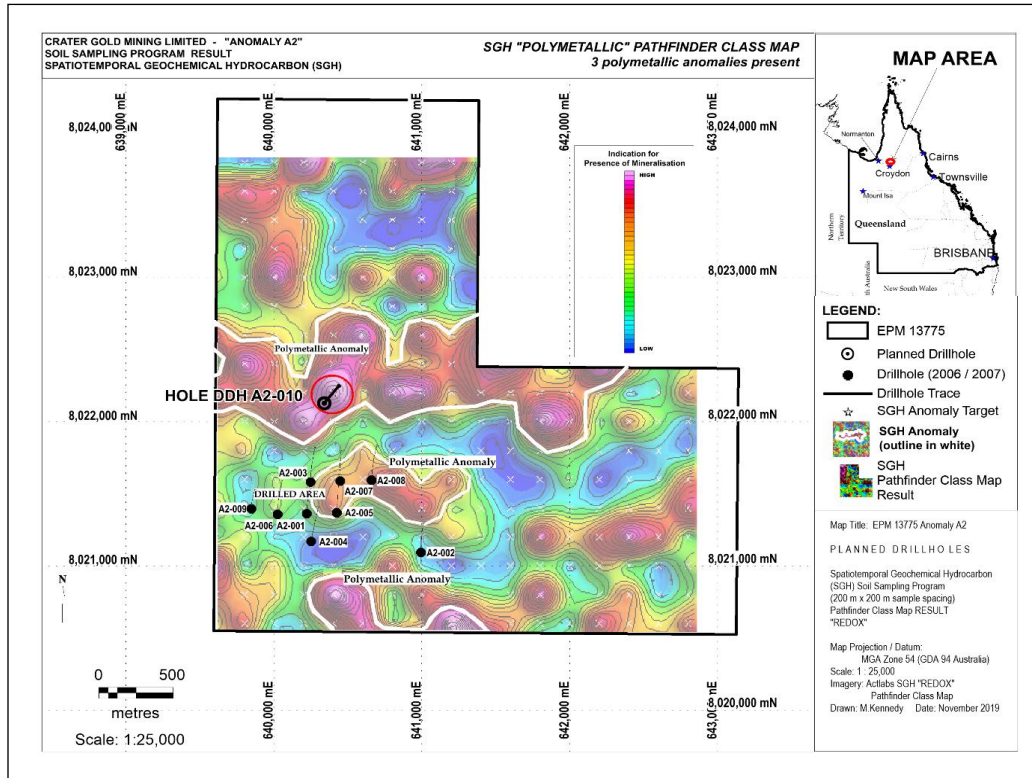 CRATER GOLD MINING LIMITED - "ANOMALY A2"
SOIL SAMPLING PROGRAM RESULT
SPATIOTEMPORAL GEOCHEMICAL HYDROCARBON (SGH)
SGH "POLYMETALLIC" PATHFINDER CLASS MAP
3 polymetallic anomalies present
639,000 mE
640,000 mE
641,000 mE
642,000 mE
8,024,000
8,024,000 mN
Indication for
Presence of Mineralisation
HIGH
LOW
8,023,000 mN
8,023,000 mN
Polymetallic Anomaly
HOLE DDH A2-010
8,022,000 mN
8,022,000 mN
Polymetallic Anomaly
A2-003
A2-008
A2-007
DRILLED AREA
A2-009
A2-005
A2-006
A2-001
A2-004
A2-002
8,021,000 mN
8,021,000 mN
Polymetallic Anomaly
N
0 500
metres
Scale: 1:25,000
8,020,000 mN
640,000 mE
641,000 mE
642,000 mE
643,000 mE
MAP AREA
Normanton
Croydon
Cairns
Townsville
Mount Isa
Northern
Territory
Queensland
BRISBANE
th Australia
New South Wales
LEGEND:
EPM 13775
Planned Drillhole
Drillhole (2006 / 2007)
Drillhole Trace
SGH Anomaly Target
SGH Anomaly
(outline in white)
SGH
Pathfinder Class Map
Result
Map Title: EPM 13775 Anomaly A2
PLANNED DRILLHOLES
Spatiotemporal Geochemical Hydrocarbon
(SGH) Soil Sampling Program
(200 m x 200 m sample spacing)
Pathfinder Class Map RESULT
"REDOX"
Map Projection / Datum:
MGA Zone 54 (GDA 94 Australia)
Scale: 1 : 25,000
Imagery: Actlabs SGH "REDOX"
Pathfinder Class Map
Drawn: M.Kennedy Date: November 2019